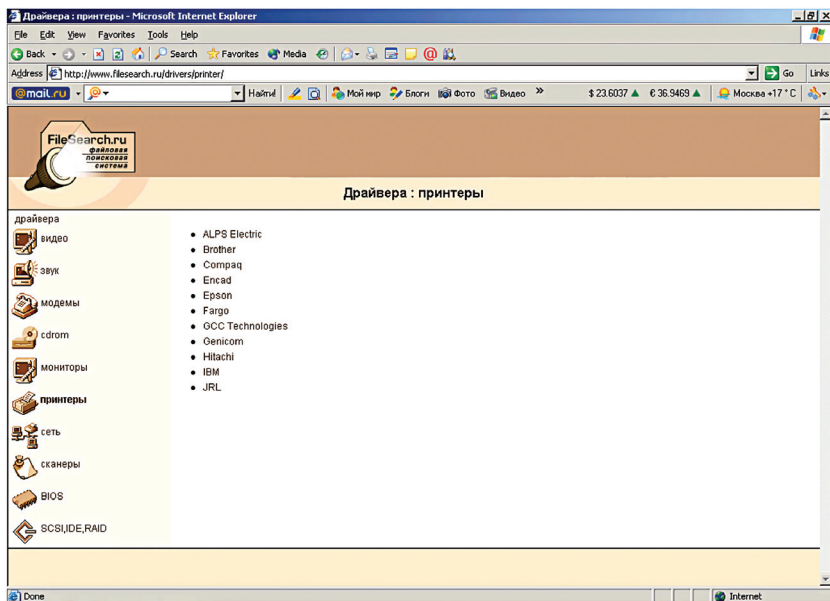 Драйвера : принтеры - Microsoft Internet Explorer
File Edit View Favorites Tools Help
Back Search Favorites Media
Address http://www.filesearch.ru/drivers/printer/ Go Links
@mail.ru Найти! Мой мир Блоги Фото Видео » $ 23.6037 € 36.9469 Москва +17 ° C
FileSearch.ru
файловая
поисковая
система
Драйвера : принтеры
драйвера
видео
звук
модемы
cdrom
мониторы
принтеры
сеть
сканеры
BIOS
SCSI,IDE,RAID
ALPS Electric
Brother
Compaq
Encad
Epson
Fargo
GCC Technologies
Genicom
Hitachi
IBM
JRL
Done Internet